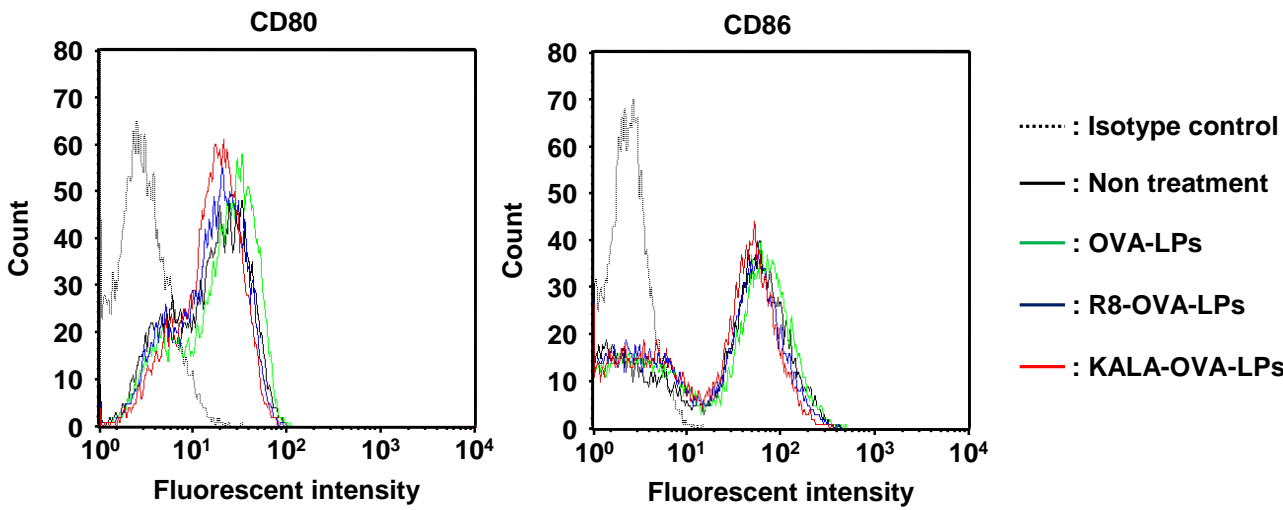 CD80
80
70
60
50
40
30
20
10
0
Count
10⁰ 10¹ 10² 10³ 10⁴
Fluorescent intensity
CD86
80
70
60
50
40
30
20
10
0
Count
10⁰ 10¹ 10² 10³ 10⁴
Fluorescent intensity
: Isotype control
: Non treatment
: OVA-LPs
: R8-OVA-LPs
: KALA-OVA-LPs